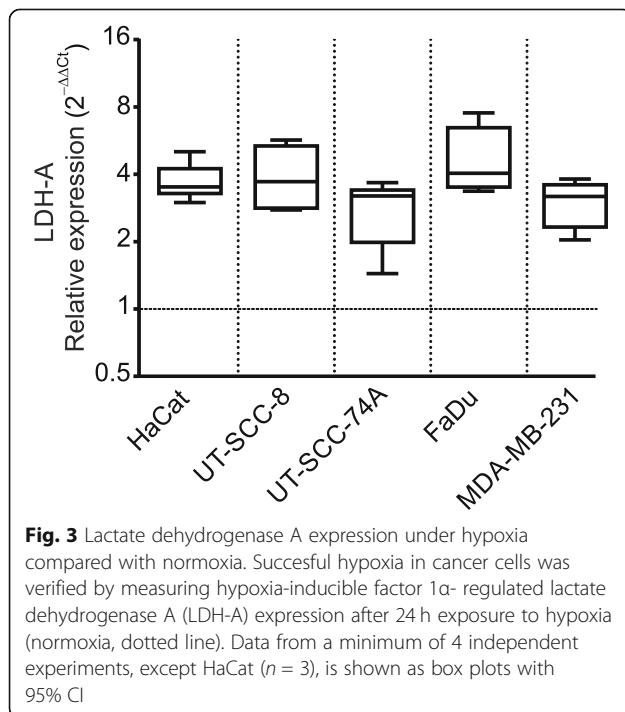 16
8
4
2
1
0.5
LDH-A
Relative expression (2^−ΔΔCt)
HaCat
UT-SCC-8
UT-SCC-74A
FaDu
MDA-MB-231
Fig. 3 Lactate dehydrogenase A expression under hypoxia
compared with normoxia. Succesful hypoxia in cancer cells was
verified by measuring hypoxia-inducible factor 1α- regulated lactate
dehydrogenase A (LDH-A) expression after 24 h exposure to hypoxia
(normoxia, dotted line). Data from a minimum of 4 independent
experiments, except HaCat (n = 3), is shown as box plots with
95% CI